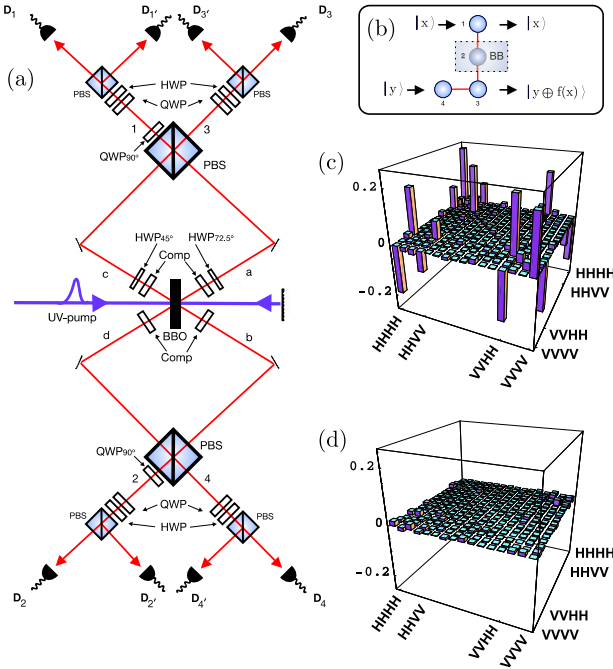 D1 D1′ D3′ D3
(a)
HWP
QWP
PBS PBS
1 3
QWP90°
PBS
HWP45° HWP72.5°
Comp
c a
UV–pump
d b
BBO
Comp
PBS
QWP90°
2 4
PBS PBS
QWP
HWP
D2 D2′ D4′ D4
(b)
|x⟩ 1 |x⟩
2 BB
|y⟩ |y ⊕ f(x)⟩
4 3
(c)
0.2
0
−0.2
HHHH
HHVV
VVHH
VVVV
HHHH
HHVV
VVHH
VVVV
(d)
0.2
0
−0.2
HHHH
HHVV
VVHH
VVVV
HHHH
HHVV
VVHH
VVVV